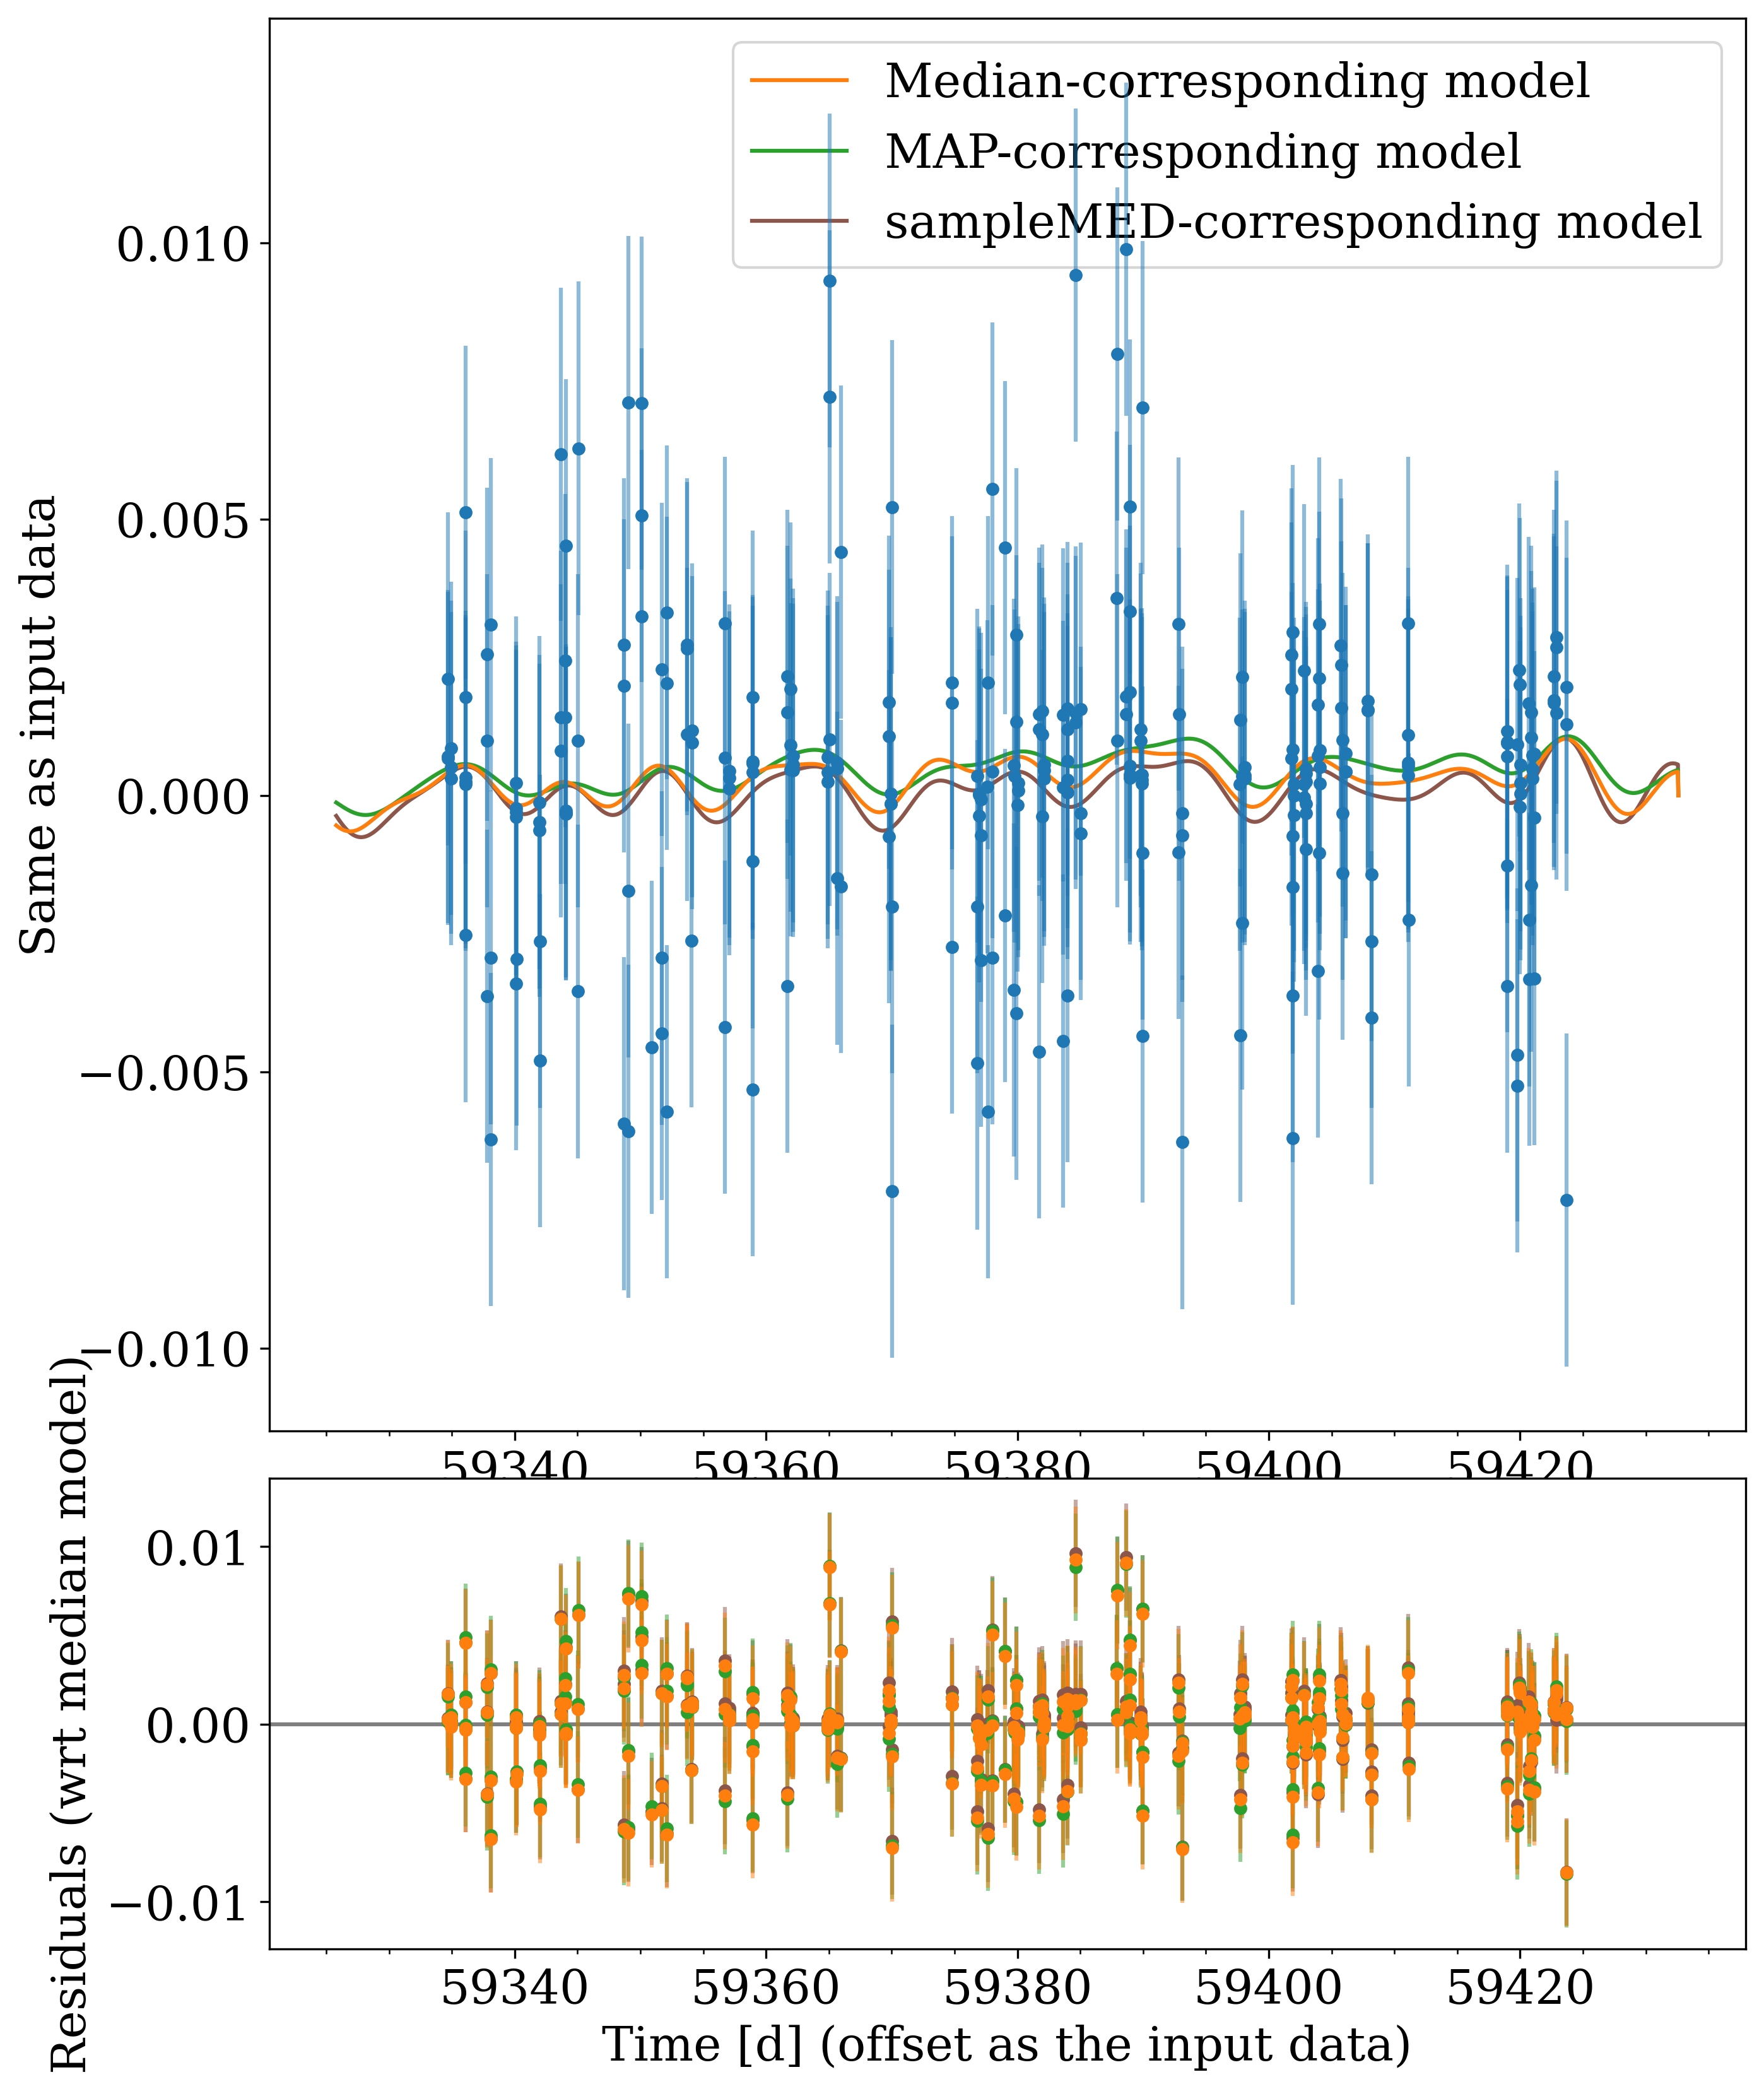 Median-corresponding model
MAP-corresponding model
sampleMED-corresponding model
0.010
0.005
0.000
−0.005
−0.010
Same as input data
59340 59360 59380 59400 59420
0.01
0.00
−0.01
Residuals (wrt median model)
59340 59360 59380 59400 59420
Time [d] (offset as the input data)